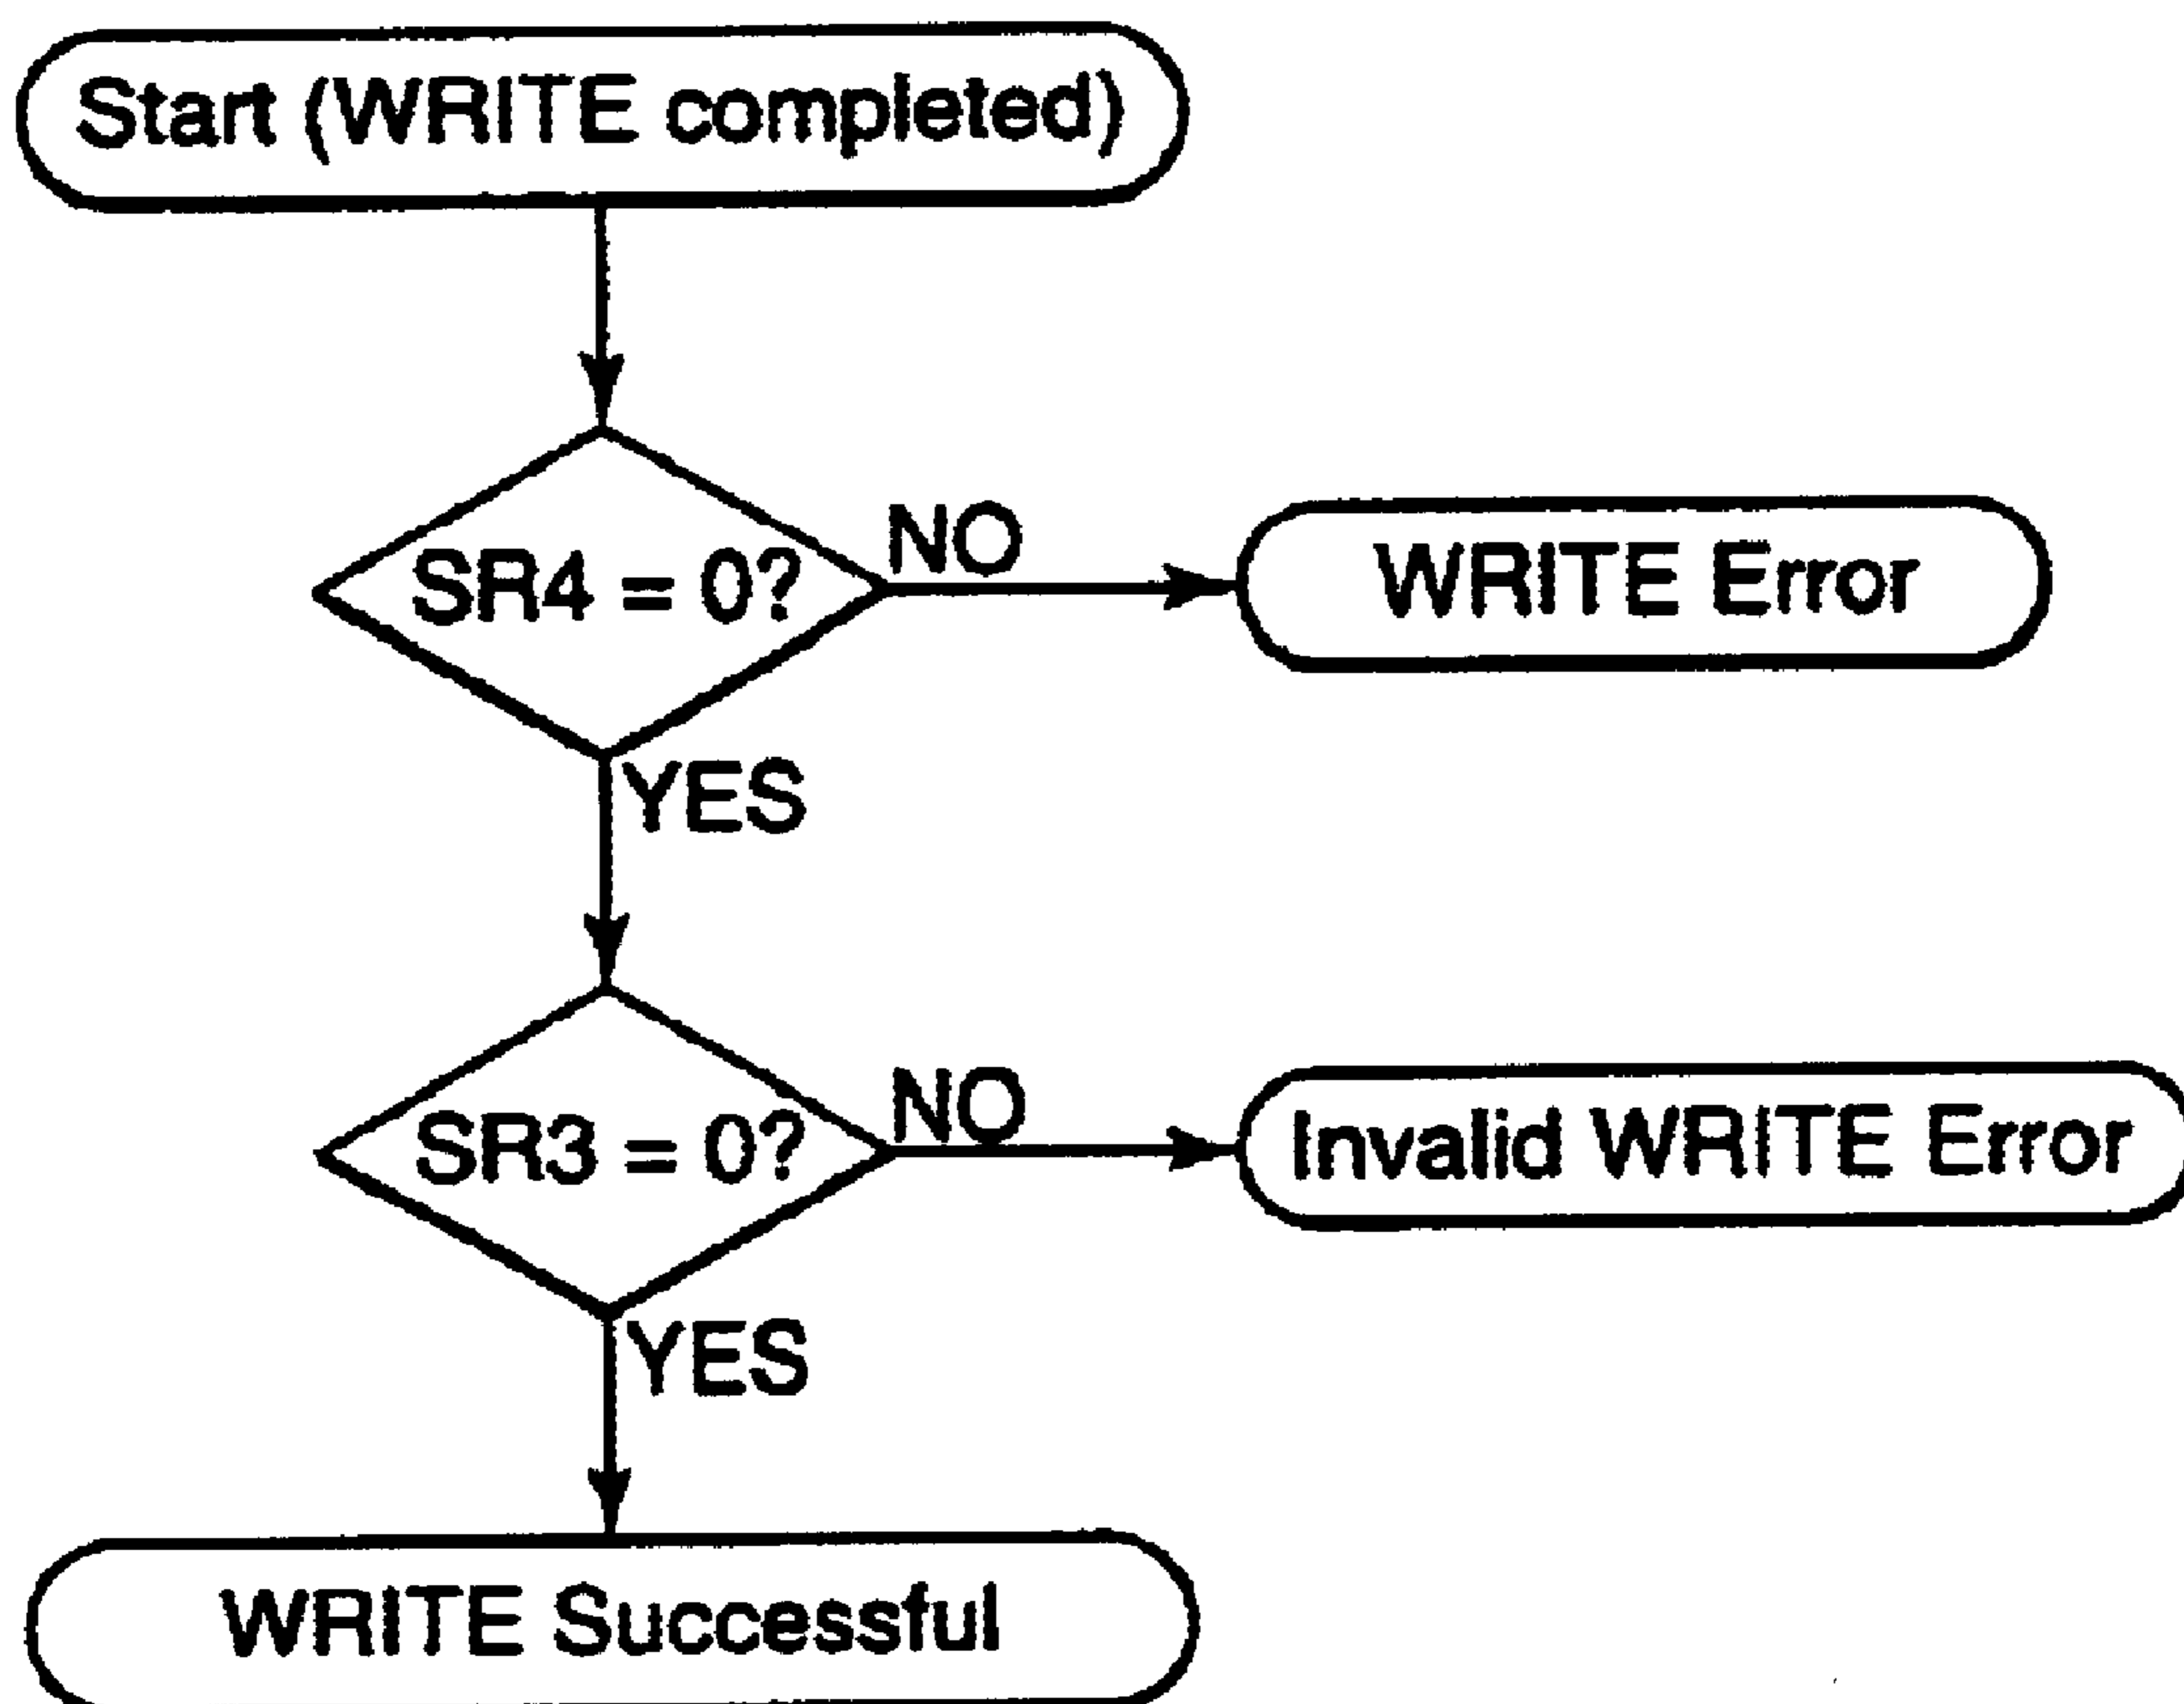 Start (WRITE completed)
SR4 = 0?
NO
WRITE Error
YES
SR3 = 0?
NO
Invalid WRITE Error
YES
WRITE Successful